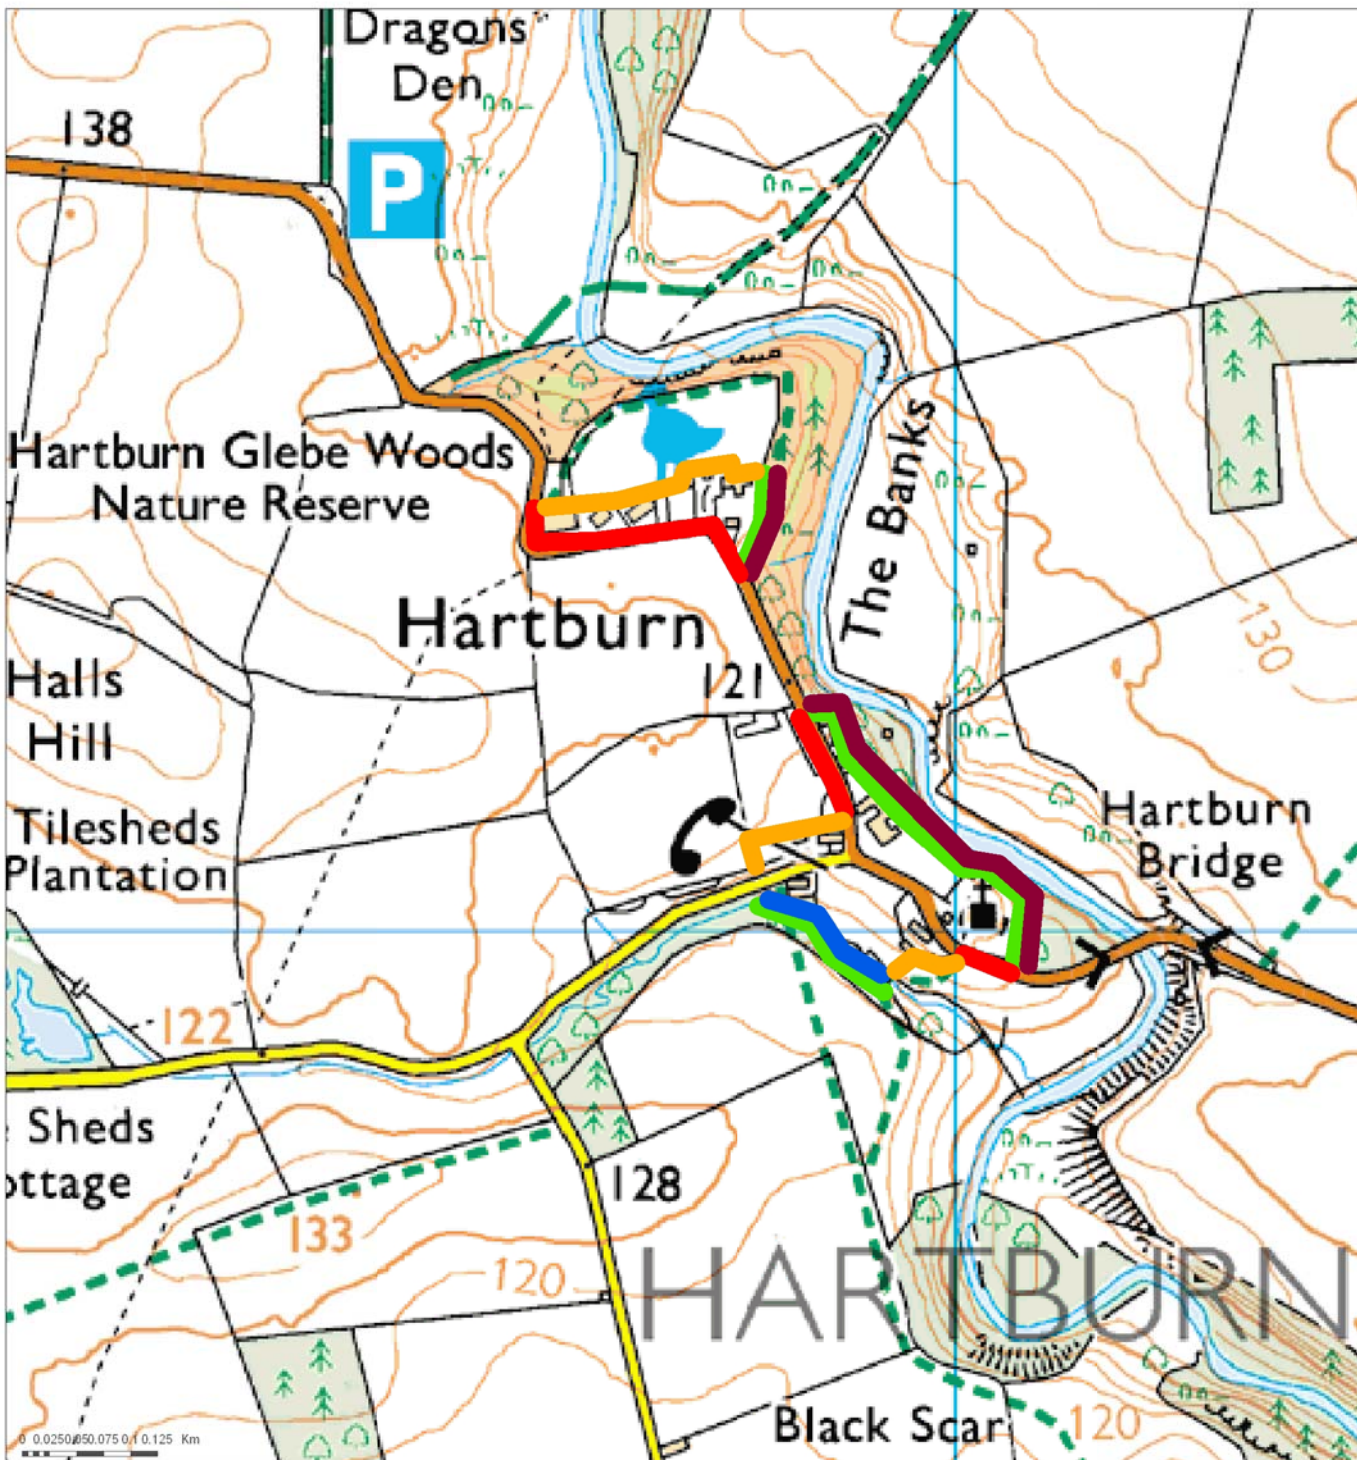 Dragons
Den
138
P
Hartburn Glebe Woods
Nature Reserve
The Banks
Hartburn
130
Halls
Hill
121
Tilesheds
Plantation
Hartburn
Bridge
122
Sheds
ottage
128
133
120
HARTBURN
Black Scar
120
Km